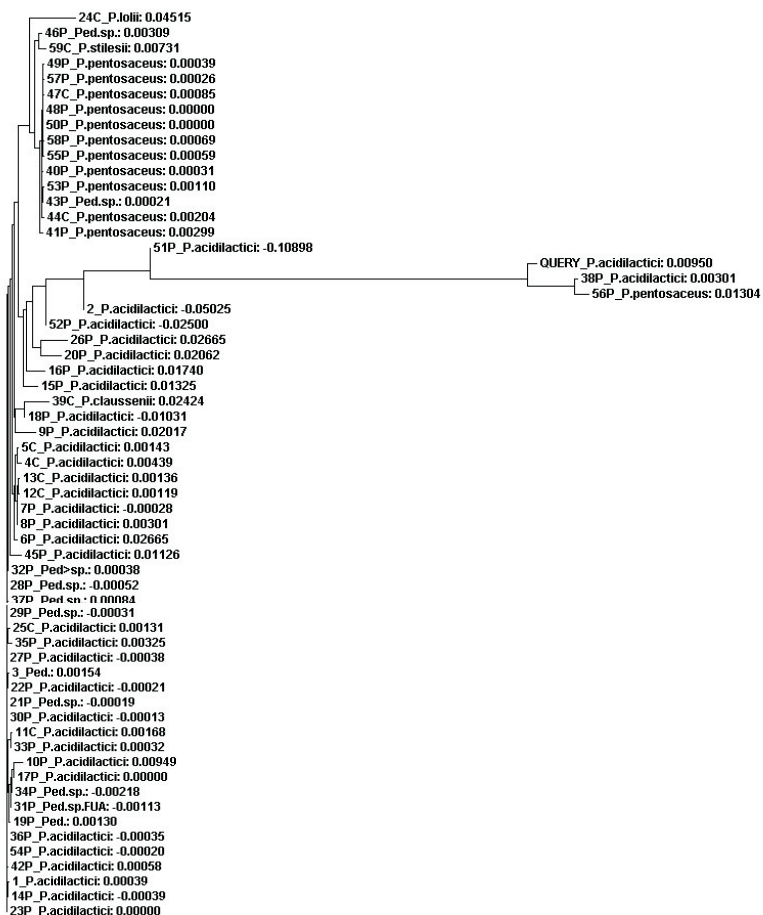 24C_P.lolii: 0.04515
46P_Ped.sp.: 0.00309
59C_P.stilesii: 0.00731
49P_P.pentosaceus: 0.00039
57P_P.pentosaceus: 0.00026
47C_P.pentosaceus: 0.00085
48P_P.pentosaceus: 0.00000
50P_P.pentosaceus: 0.00000
58P_P.pentosaceus: 0.00069
55P_P.pentosaceus: 0.00059
40P_P.pentosaceus: 0.00031
53P_P.pentosaceus: 0.00110
43P_Ped.sp.: 0.00021
44C_P.pentosaceus: 0.00204
41P_P.pentosaceus: 0.00299
51P_P.acidilactici: -0.10898
QUERY_P.acidilactici: 0.00950
38P_P.acidilactici: 0.00301
56P_P.pentosaceus: 0.01304
2_P.acidilactici: -0.05025
52P_P.acidilactici: -0.02500
26P_P.acidilactici: 0.02665
20P_P.acidilactici: 0.02062
16P_P.acidilactici: 0.01740
15P_P.acidilactici: 0.01325
39C_P.claussenii: 0.02424
18P_P.acidilactici: -0.01031
9P_P.acidilactici: 0.02017
5C_P.acidilactici: 0.00143
4C_P.acidilactici: 0.00439
13C_P.acidilactici: 0.00136
12C_P.acidilactici: 0.00119
7P_P.acidilactici: -0.00028
8P_P.acidilactici: 0.00301
6P_P.acidilactici: 0.02665
45P_P.acidilactici: 0.01126
32P_Ped>sp.: 0.00038
28P_Ped.sp.: -0.00052
37P_Ped.sp.: 0.00084
29P_Ped.sp.: -0.00031
25C_P.acidilactici: 0.00131
35P_P.acidilactici: 0.00325
27P_P.acidilactici: -0.00038
3_Ped.: 0.00154
22P_P.acidilactici: -0.00021
21P_Ped.sp.: -0.00019
30P_P.acidilactici: -0.00013
11C_P.acidilactici: 0.00168
33P_P.acidilactici: 0.00032
10P_P.acidilactici: 0.00949
17P_P.acidilactici: 0.00000
34P_Ped.sp.: -0.00218
31P_Ped.sp.FUA: -0.00113
19P_Ped.: 0.00130
36P_P.acidilactici: -0.00035
54P_P.acidilactici: -0.00020
42P_P.acidilactici: 0.00058
1_P.acidilactici: 0.00039
14P_P.acidilactici: -0.00039
23P_P.acidilactici: 0.00000